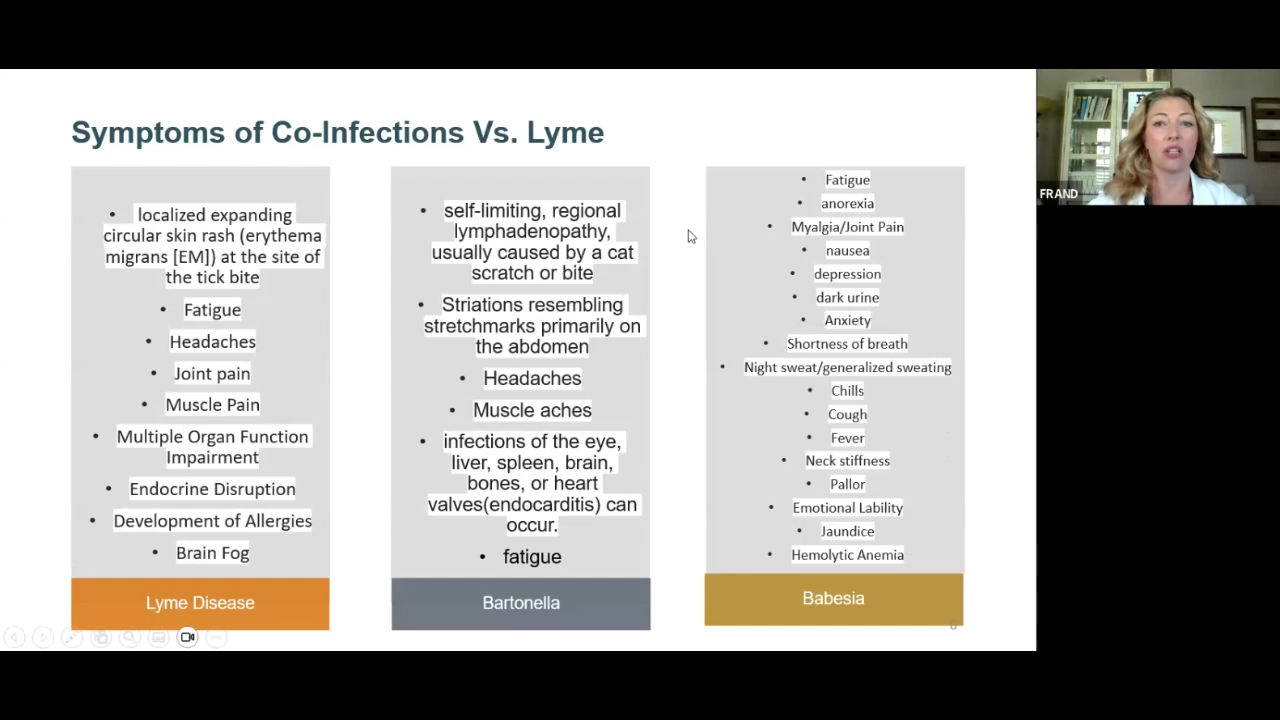 Symptoms of Co-Infections Vs. Lyme
• localized expanding
circular skin rash (erythema
migrans [EM]) at the site of
the tick bite
• Fatigue
• Headaches
• Joint pain
• Muscle Pain
• Multiple Organ Function
Impairment
• Endocrine Disruption
• Development of Allergies
• Brain Fog
Lyme Disease
• self-limiting, regional
lymphadenopathy,
usually caused by a cat
scratch or bite
• Striations resembling
stretchmarks primarily on
the abdomen
• Headaches
• Muscle aches
• infections of the eye,
liver, spleen, brain,
bones, or heart
valves(endocarditis) can
occur.
• fatigue
Bartonella
• Fatigue
• anorexia
• Myalgia/Joint Pain
• nausea
• depression
• dark urine
• Anxiety
• Shortness of breath
• Night sweat/generalized sweating
• Chills
• Cough
• Fever
• Neck stiffness
• Pallor
• Emotional Lability
• Jaundice
• Hemolytic Anemia
Babesia
FRAND